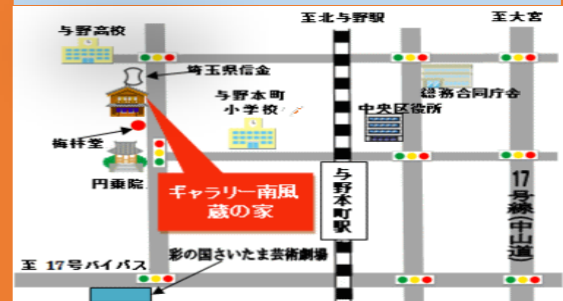 至北与野駅
至大宮
与野高校
埼玉県信金
総務合同庁舎
与野本町
小学校
中央区役所
梅林堂
円乗院
ギャラリー南風
蔵の家
与野本町駅
17号線(中山道)
彩の国さいたま芸術劇場
至 17号バイパス